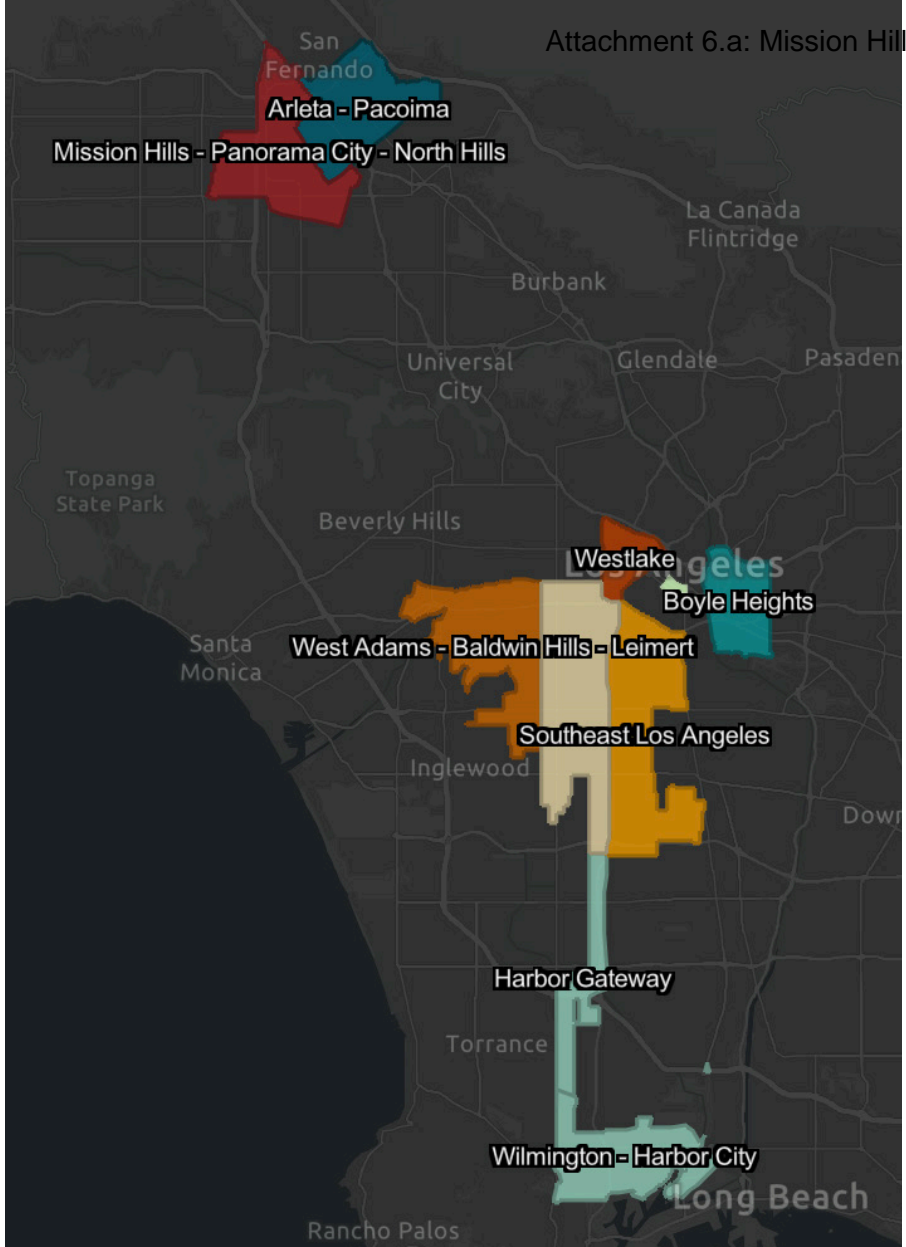 Attachment 6.a: Mission Hill
San
Fernando
Arleta - Pacoima
Mission Hills - Panorama City - North Hills
La Canada
Flintridge
Burbank
Universal
City
Glendale
Pasaden
Topanga
State Park
Beverly Hills
Westlake
Los Angeles
Boyle Heights
Santa
Monica
West Adams - Baldwin Hills - Leimert
Southeast Los Angeles
Inglewood
Down
Harbor Gateway
Torrance
Wilmington - Harbor City
Long Beach
Rancho Palos